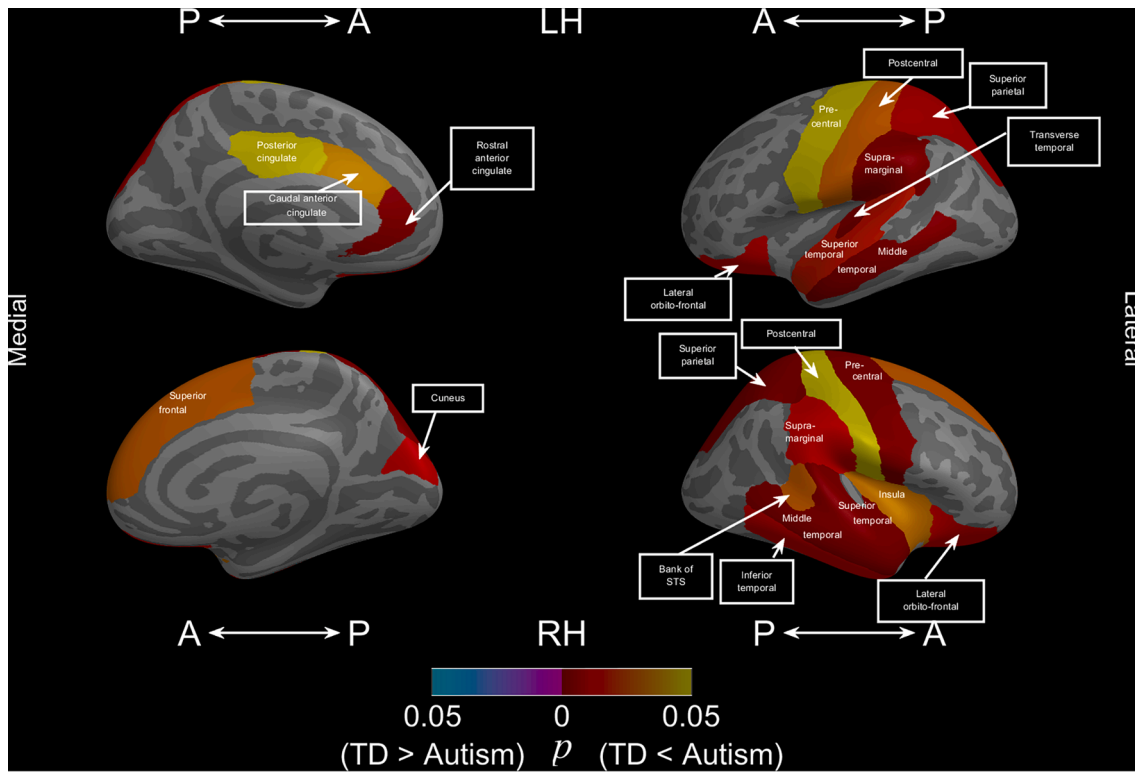 P A LH A P
Postcentral
Superior
parietal
Pre-
central
Transverse
temporal
Posterior
cingulate
Rostral
anterior
cingulate
Supra-
marginal
Caudal anterior
cingulate
Superior
temporal
Middle
temporal
Lateral
orbito-frontal
Medial
Lateral
Postcentral
Superior
parietal
Pre-
central
Superior
frontal
Cuneus
Supra-
marginal
Insula
Superior
temporal
Middle
temporal
Bank of
STS
Inferior
temporal
Lateral
orbito-frontal
A P RH P A
0.05 0 0.05
(TD > Autism) p (TD < Autism)